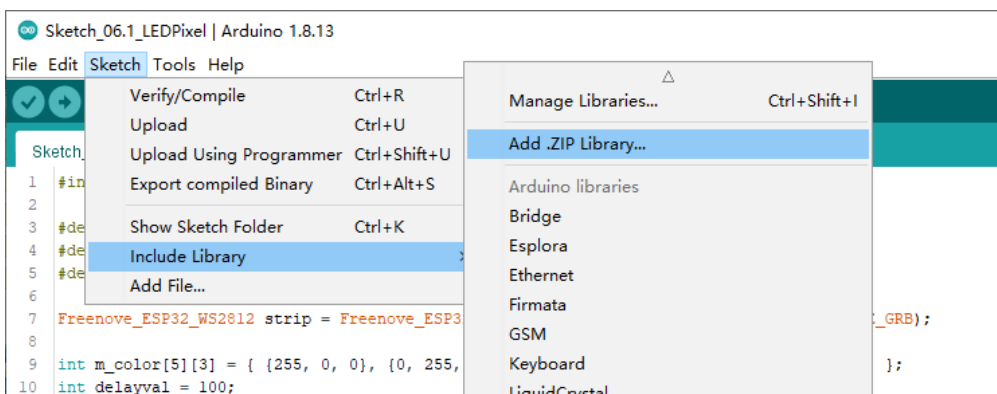 Sketch_06.1_LEDPixel | Arduino 1.8.13
File Edit Sketch Tools Help
Verify/Compile Ctrl+R
Upload Ctrl+U
Upload Using Programmer Ctrl+Shift+U
Export compiled Binary Ctrl+Alt+S
Show Sketch Folder Ctrl+K
Include Library
Add File...
Manage Libraries... Ctrl+Shift+I
Add .ZIP Library...
Arduino libraries
Bridge
Esplora
Ethernet
Firmata
GSM
Keyboard
LiquidCrystal
Sketch_
1 #in
2
3 #de
4 #de
5 #de
6
7 Freenove_ESP32_WS2812 strip = Freenove_ESP3 _GRB);
8
9 int m_color[5][3] = { {255, 0, 0}, {0, 255, };
10 int delayval = 100;